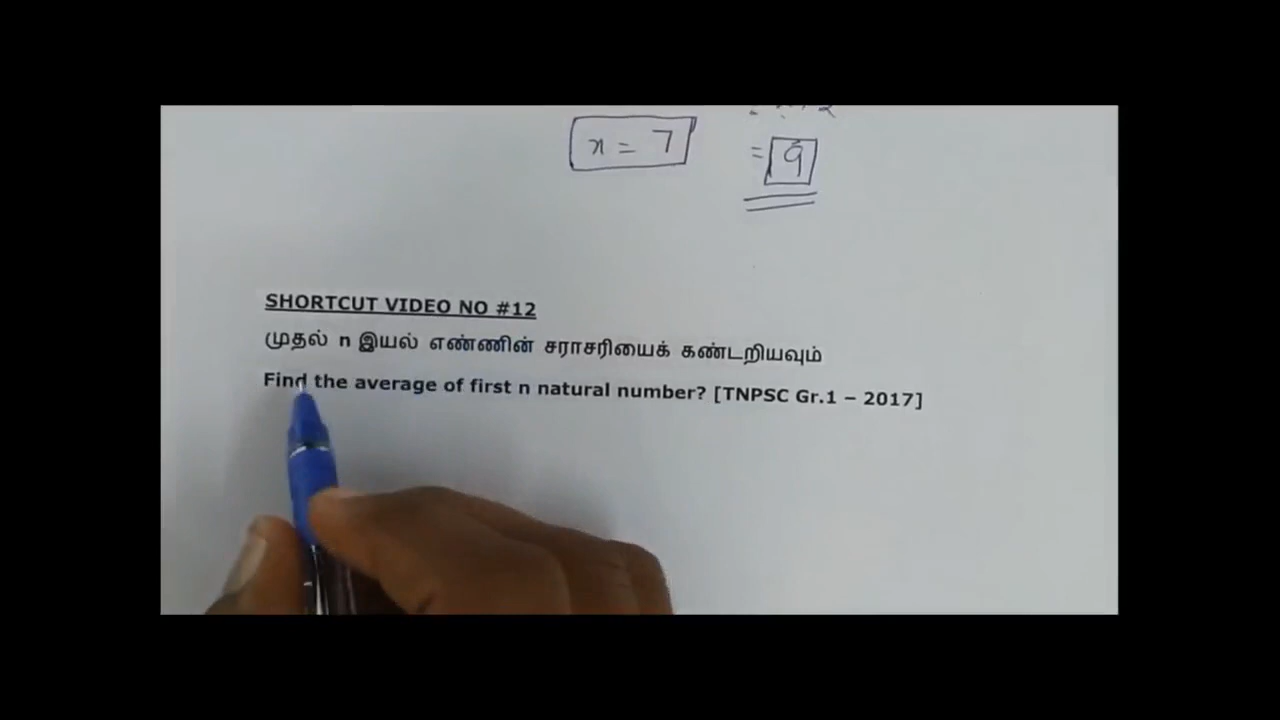 x = 7
= 9
SHORTCUT VIDEO NO #12
முதல் n இயல் எண்ணின் சராசரியைக் கண்டறியவும்
Find the average of first n natural number? [TNPSC Gr.1 – 2017]